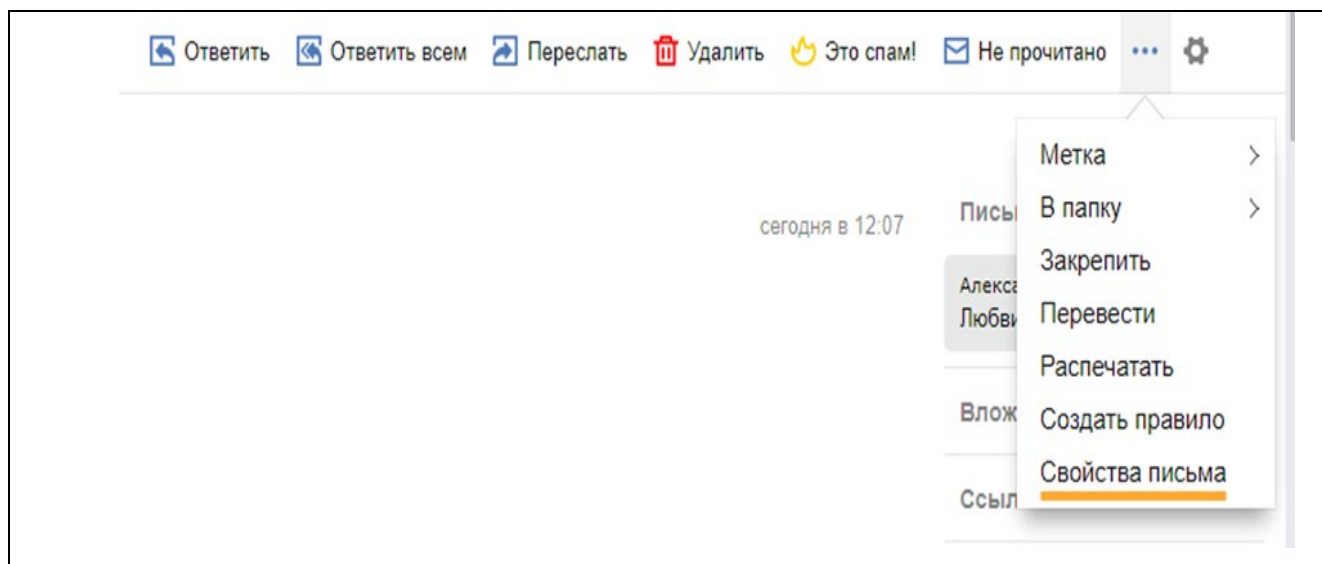 Ответить Ответить всем Переслать Удалить Это спам! Не прочитано
Метка
сегодня в 12:07 В папку
Закрепить
Перевести
Распечатать
Создать правило
Свойства письма